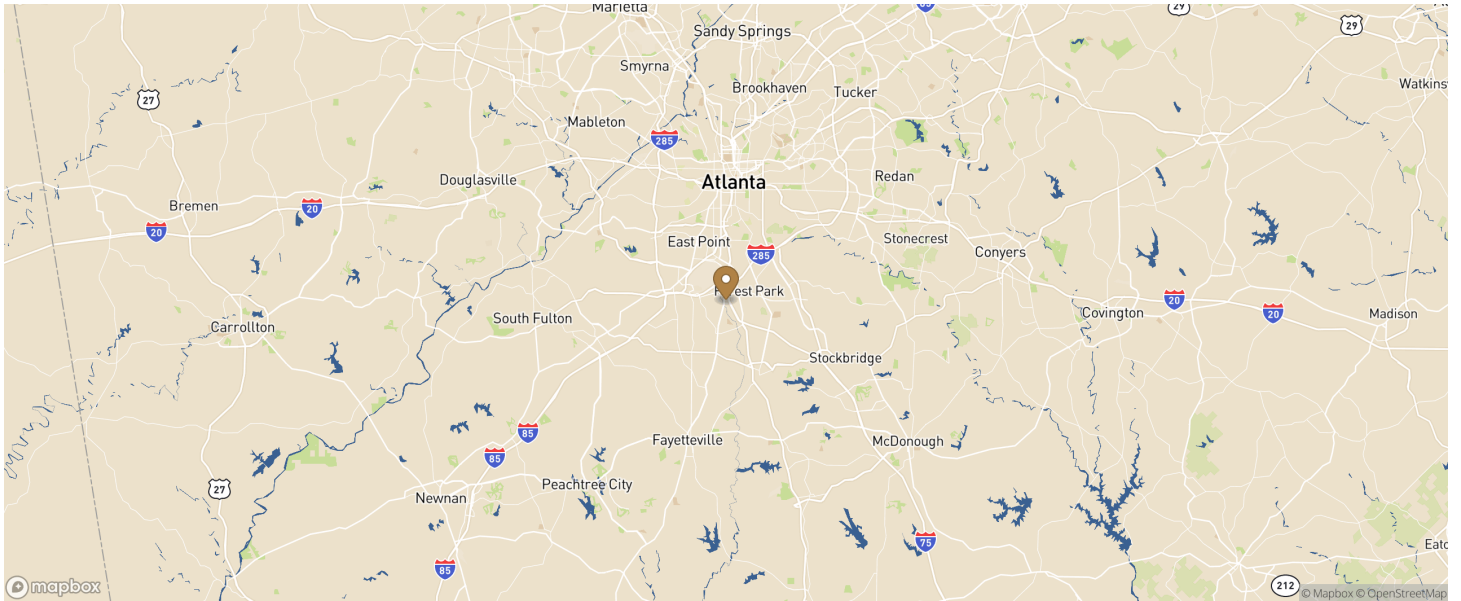 Marietta
85
29
29
Sandy Springs
Smyrna
Brookhaven
Tucker
27
Watkins
Mableton
285
Atlanta
Douglasville
Redan
20
Bremen
20
East Point
285
Stonecrest
Conyers
Forest Park
20
Covington
20
Madison
South Fulton
Carrollton
Stockbridge
85
Fayetteville
McDonough
85
27
Newnan
Peachtree City
75
Eato
85
212
mapbox
© Mapbox © OpenStreetMap